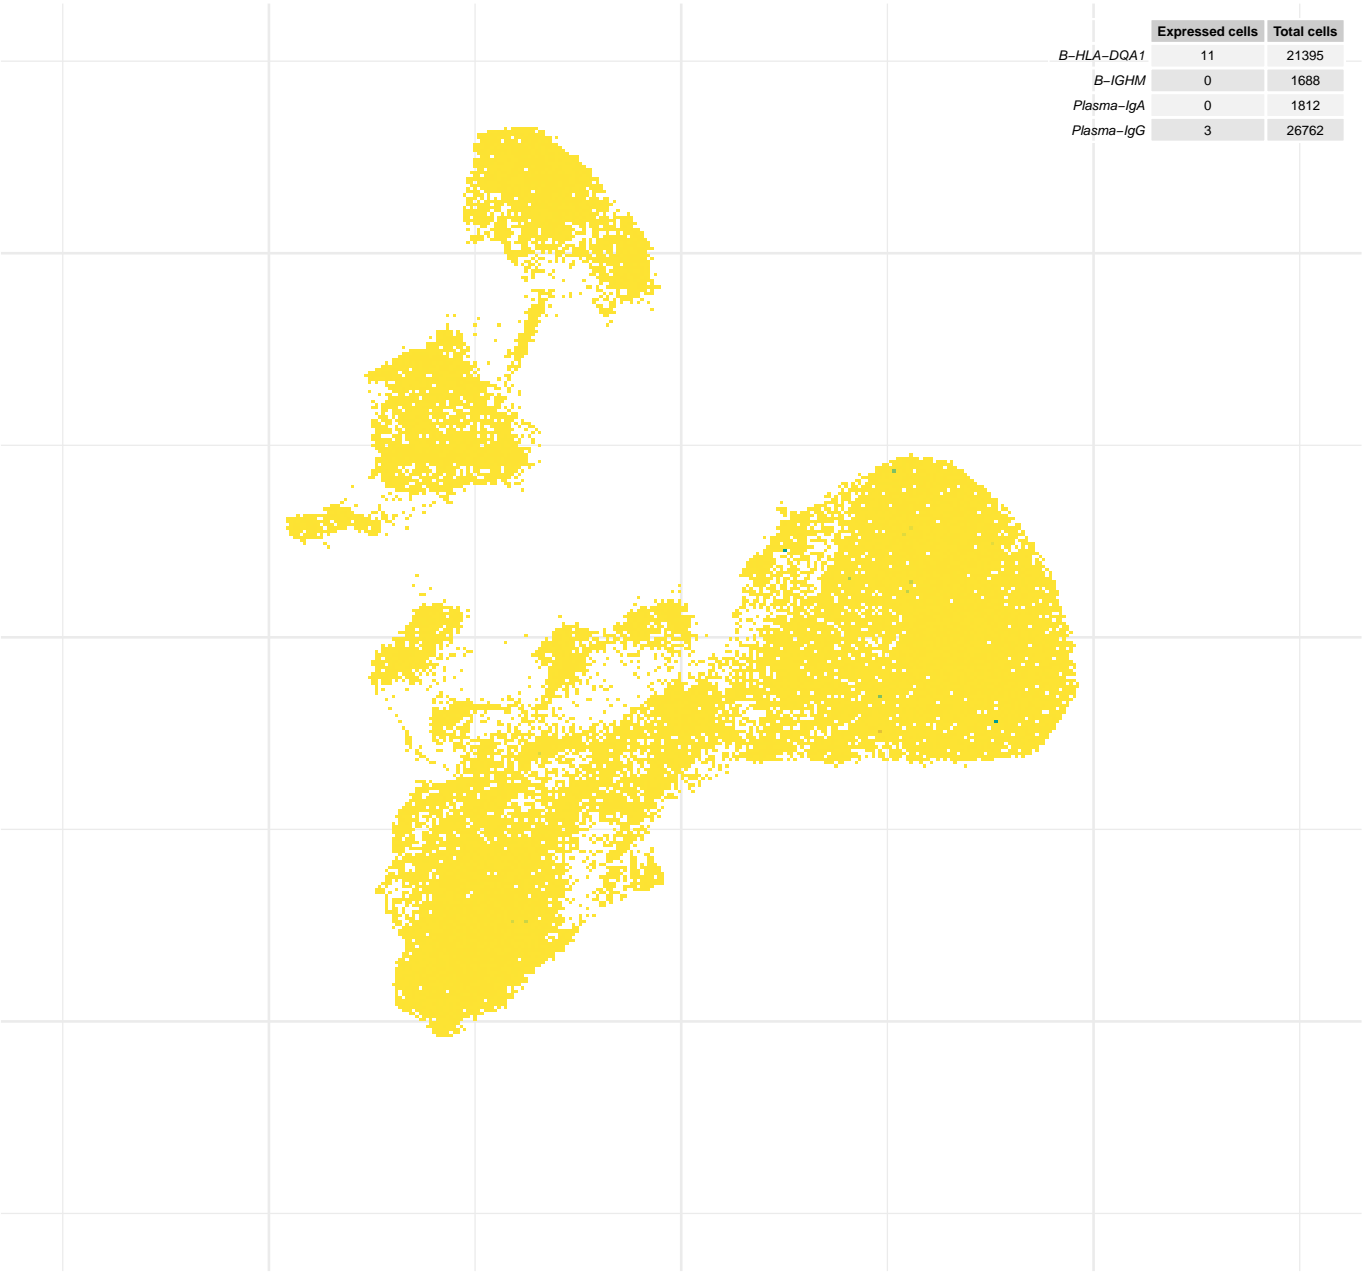 Expressed cells Total cells
B−HLA−DQA1 11 21395
B−IGHM 0 1688
Plasma−IgA 0 1812
Plasma−IgG 3 26762